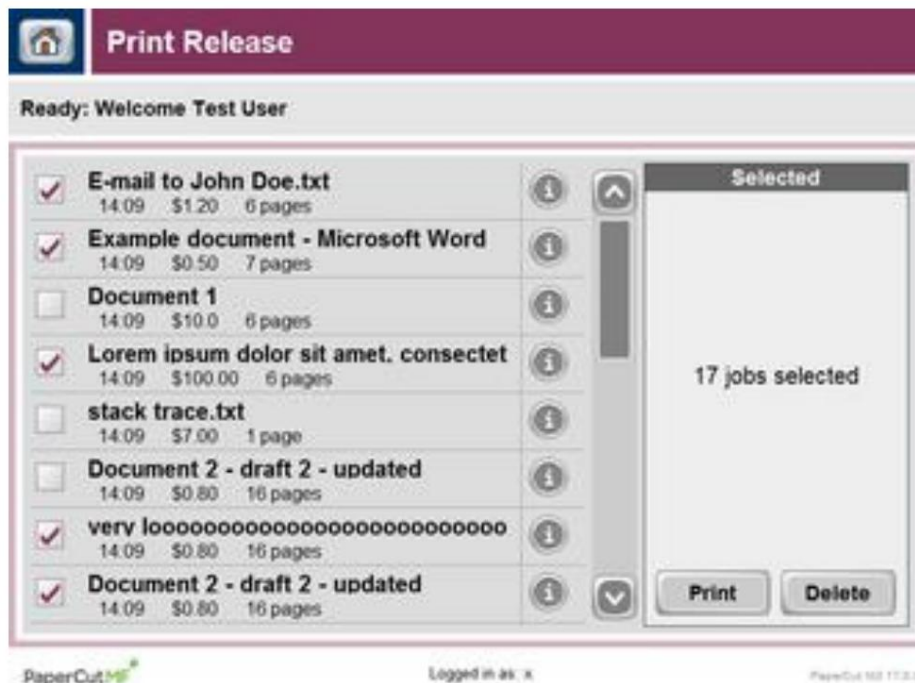 Print Release
Ready: Welcome Test User
E-mail to John Doe.txt
14:09 $1.20 6 pages
Example document - Microsoft Word
14:09 $0.50 7 pages
Document 1
14:09 $10.0 6 pages
Lorem ipsum dolor sit amet, consectet
14:09 $100.00 6 pages
stack trace.txt
14:09 $7.00 1 page
Document 2 - draft 2 - updated
14:09 $0.80 16 pages
very looooooooooooooooooooooooooo
14:09 $0.80 16 pages
Document 2 - draft 2 - updated
14:09 $0.80 16 pages
Selected
17 jobs selected
Print Delete
PaperCut MF
Logged in as: x
PaperCut MF